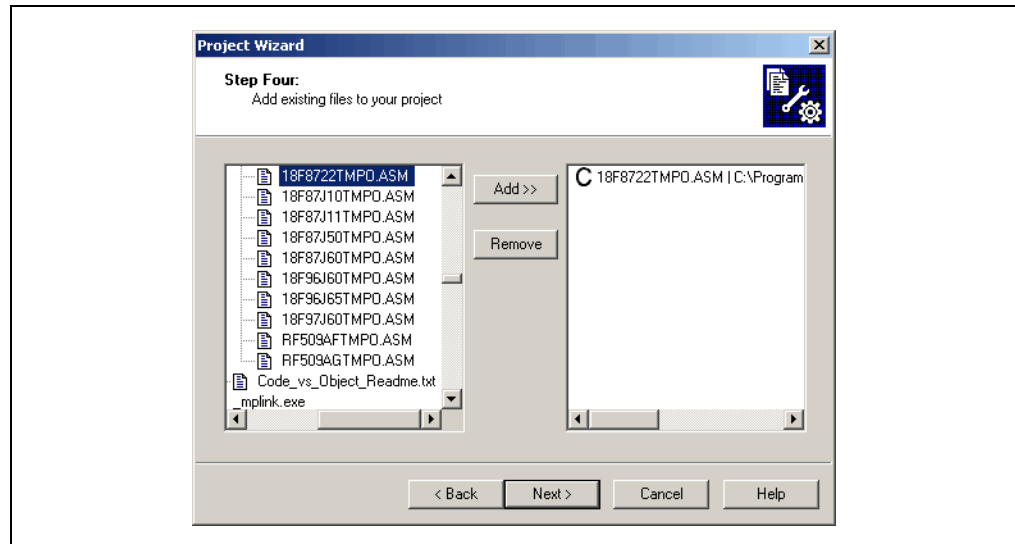 Project Wizard
Step Four:
Add existing files to your project
18F8722TMPO.ASM
18F87J10TMPO.ASM
18F87J11TMPO.ASM
18F87J50TMPO.ASM
18F87J60TMPO.ASM
18F96J60TMPO.ASM
18F96J65TMPO.ASM
18F97J60TMPO.ASM
RF509AFTMPO.ASM
RF509AGTMPO.ASM
Code_vs_Object_Readme.txt
_mplink.exe
Add >>
Remove
C 18F8722TMPO.ASM | C:\Program
< Back
Next >
Cancel
Help